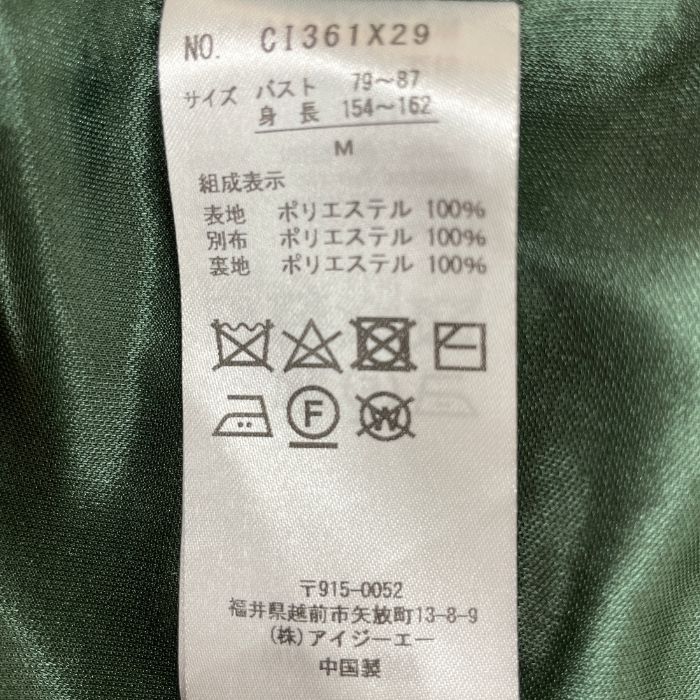 NO. CI361X29
サイズ バスト 79~87
身長 154~162
M
組成表示
表地 ポリエステル 100%
別布 ポリエステル 100%
裏地 ポリエステル 100%
F W
〒915-0052
福井県越前市矢放町13-8-9
(株)アイジーエー
中国製